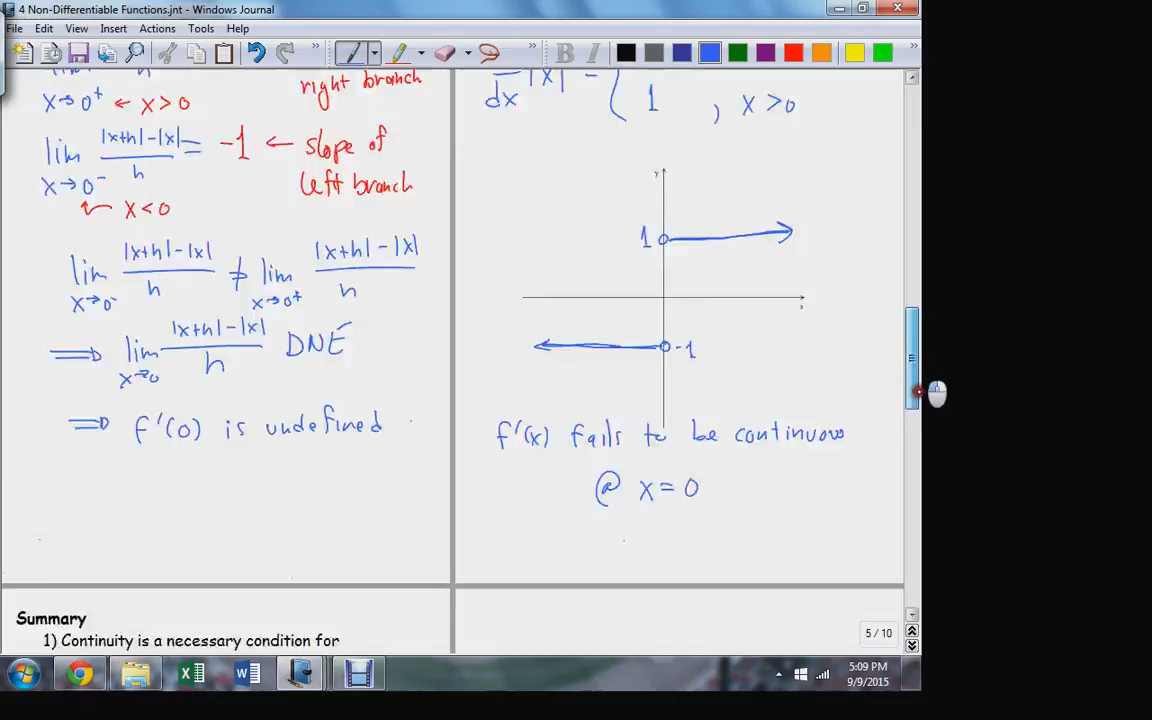 4 Non-Differentiable Functions.jnt - Windows Journal
File Edit View Insert Actions Tools Help
right branch
x→0⁺ ← x>0
lim |x+h|-|x| / h = -1 ← slope of
x→0⁻ left branch
x<0
lim |x+h|-|x| / h ≠ lim |x+h|-|x| / h
x→0⁻ x→0⁺
⟹ lim |x+h|-|x| / h DNE
x→0
⟹ f'(0) is undefined
d/dx |x| = { 1 , x>0
y
1
x
-1
f'(x) fails to be continuous
@ x=0
Summary
1) Continuity is a necessary condition for
5 / 10
5:09 PM
9/9/2015